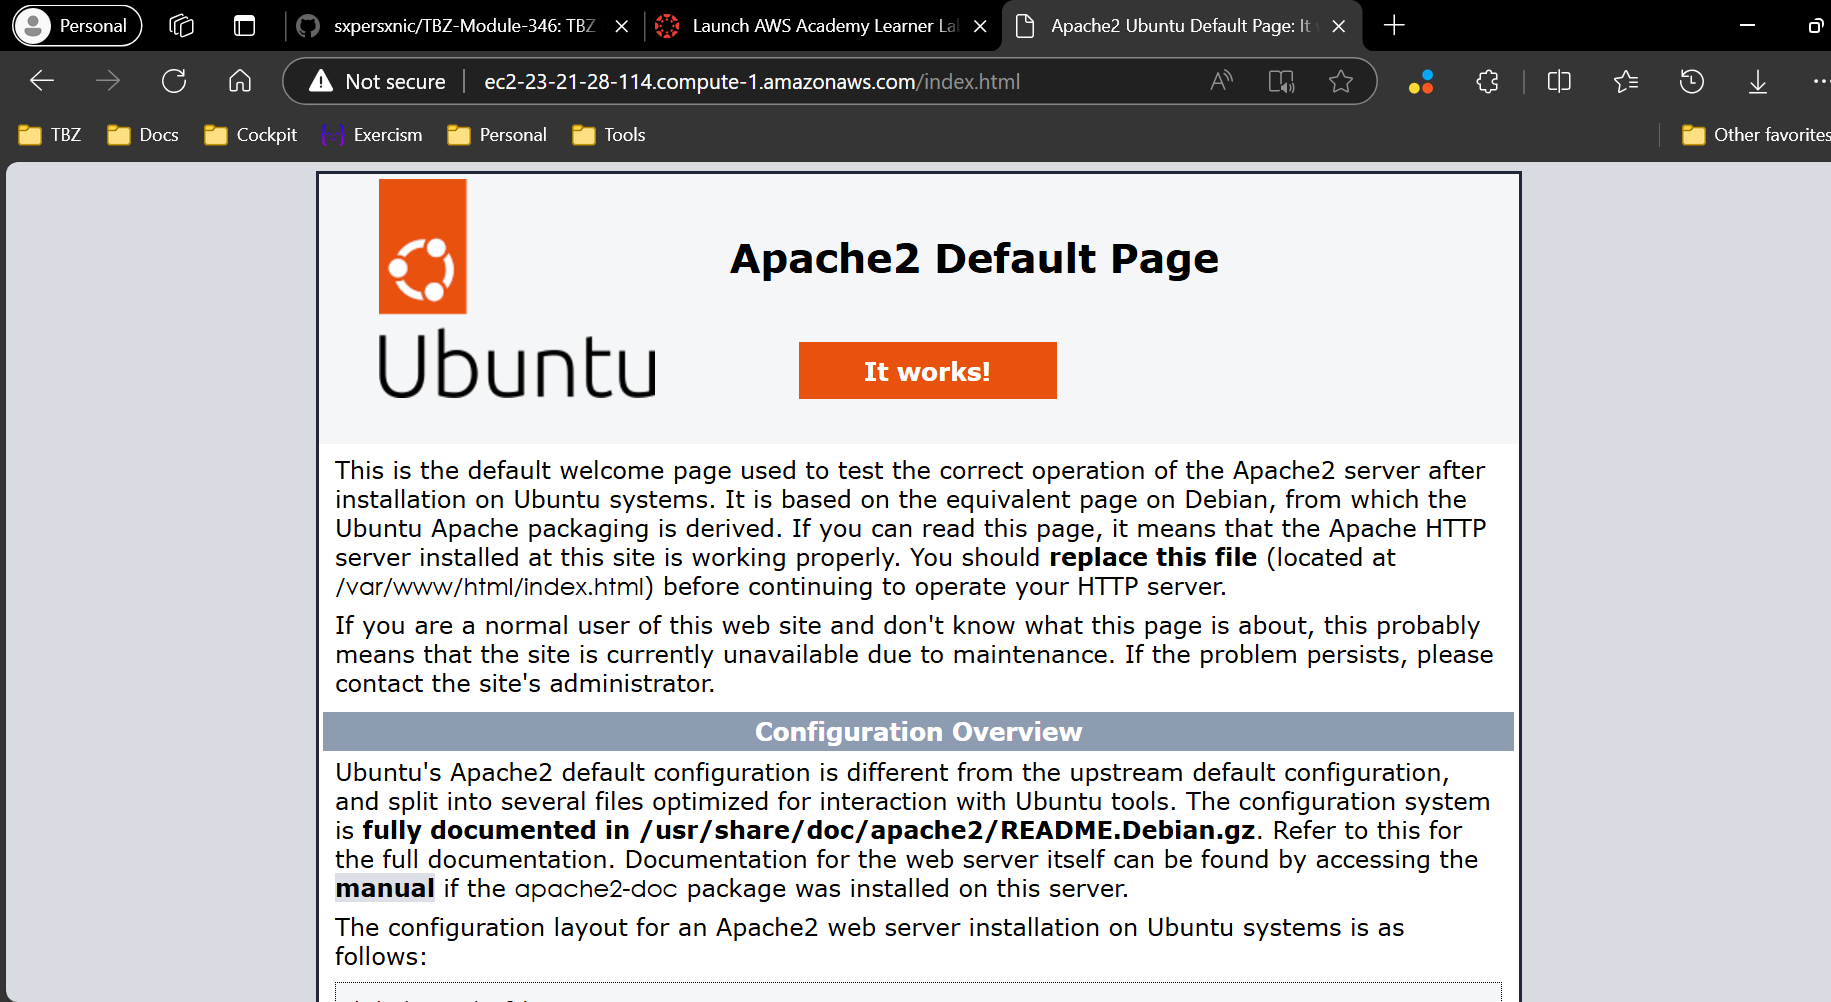 Personal
sxpersxnic/TBZ-Module-346: TBZ
Launch AWS Academy Learner La
Apache2 Ubuntu Default Page: It
Not secure
ec2-23-21-28-114.compute-1.amazonaws.com/index.html
TBZ
Docs
Cockpit
Exercism
Personal
Tools
Other favorites
Ubuntu
Apache2 Default Page
It works!
This is the default welcome page used to test the correct operation of the Apache2 server after
installation on Ubuntu systems. It is based on the equivalent page on Debian, from which the
Ubuntu Apache packaging is derived. If you can read this page, it means that the Apache HTTP
server installed at this site is working properly. You should replace this file (located at
/var/www/html/index.html) before continuing to operate your HTTP server.
If you are a normal user of this web site and don't know what this page is about, this probably
means that the site is currently unavailable due to maintenance. If the problem persists, please
contact the site's administrator.
Configuration Overview
Ubuntu's Apache2 default configuration is different from the upstream default configuration,
and split into several files optimized for interaction with Ubuntu tools. The configuration system
is fully documented in /usr/share/doc/apache2/README.Debian.gz. Refer to this for
the full documentation. Documentation for the web server itself can be found by accessing the
manual if the apache2-doc package was installed on this server.
The configuration layout for an Apache2 web server installation on Ubuntu systems is as
follows: